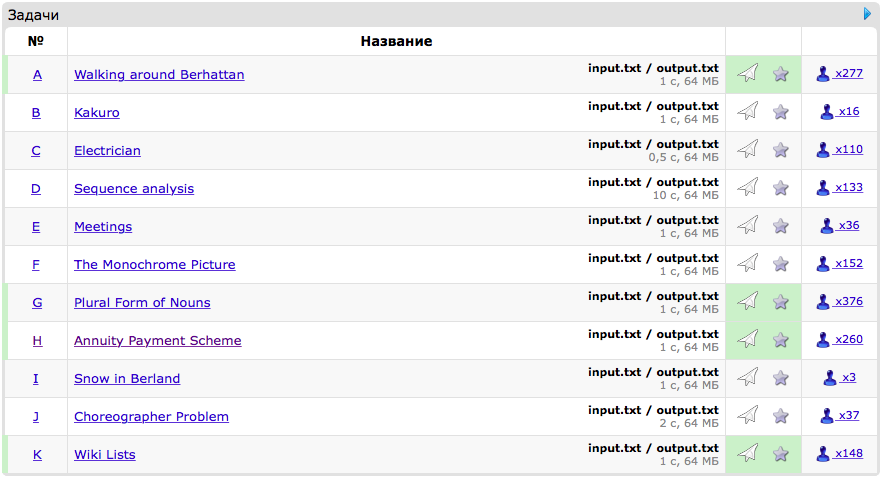 Задачи
№ Название
A Walking around Berhattan input.txt / output.txt x277
1 с, 64 МБ
B Kakuro input.txt / output.txt x16
1 с, 64 МБ
C Electrician input.txt / output.txt x110
0,5 с, 64 МБ
D Sequence analysis input.txt / output.txt x133
10 с, 64 МБ
E Meetings input.txt / output.txt x36
1 с, 64 МБ
F The Monochrome Picture input.txt / output.txt x152
1 с, 64 МБ
G Plural Form of Nouns input.txt / output.txt x376
1 с, 64 МБ
H Annuity Payment Scheme input.txt / output.txt x260
1 с, 64 МБ
I Snow in Berland input.txt / output.txt x3
1 с, 64 МБ
J Choreographer Problem input.txt / output.txt x37
2 с, 64 МБ
K Wiki Lists input.txt / output.txt x148
1 с, 64 МБ